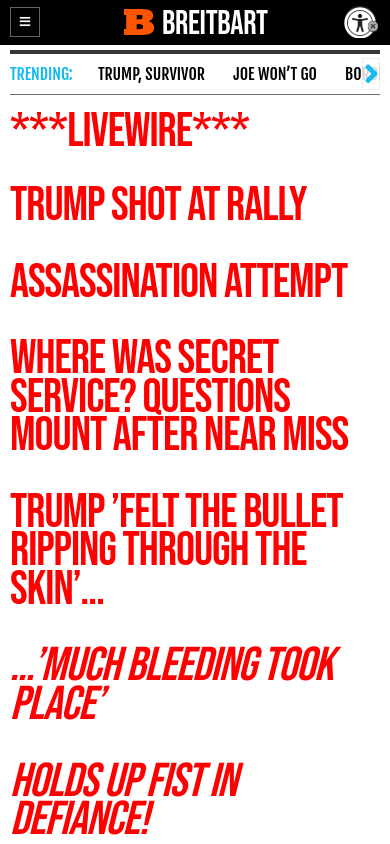 BREITBART
TRENDING: TRUMP, SURVIVOR JOE WON’T GO BO
***LIVEWIRE***
TRUMP SHOT AT RALLY
ASSASSINATION ATTEMPT
WHERE WAS SECRET
SERVICE? QUESTIONS
MOUNT AFTER NEAR MISS
TRUMP ’FELT THE BULLET
RIPPING THROUGH THE
SKIN’…
…’MUCH BLEEDING TOOK
PLACE’
HOLDS UP FIST IN
DEFIANCE!